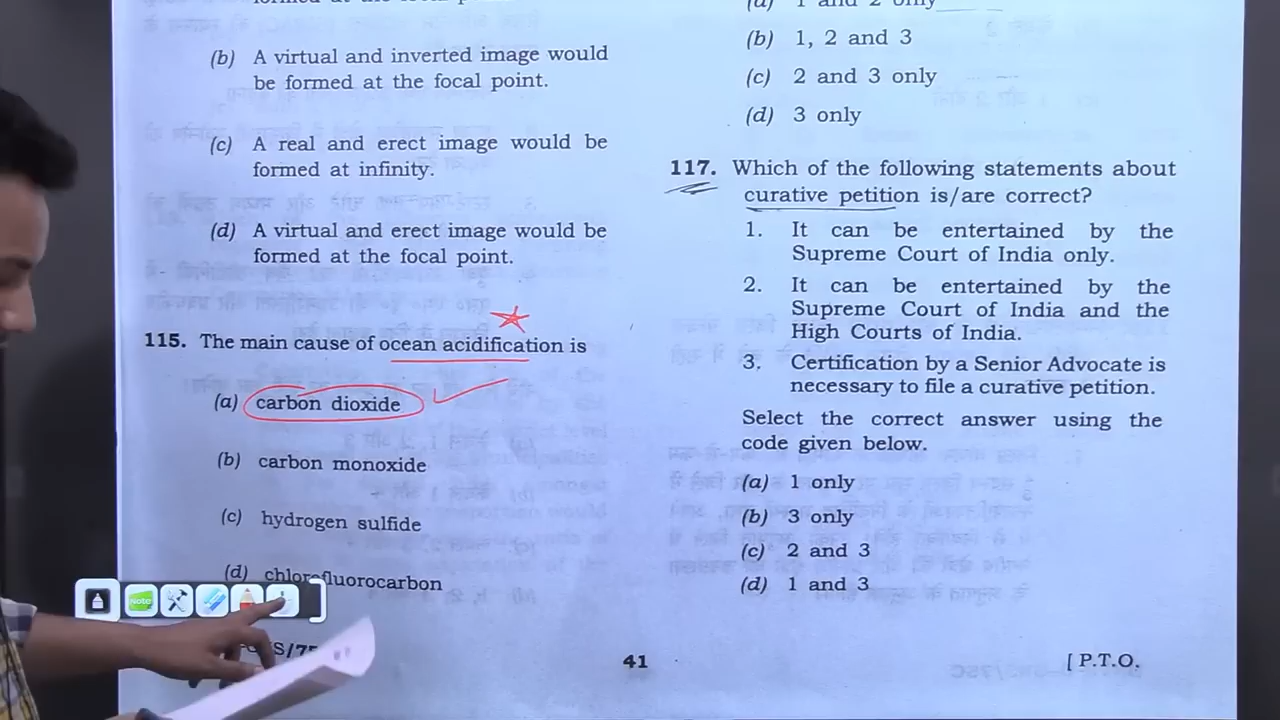 (b) A virtual and inverted image would
be formed at the focal point.
(c) A real and erect image would be
formed at infinity.
(d) A virtual and erect image would be
formed at the focal point.
115. The main cause of ocean acidification is
(a) carbon dioxide
(b) carbon monoxide
(c) hydrogen sulfide
(d) chlorofluorocarbon
Note
(a) 1 and 2 only
(b) 1, 2 and 3
(c) 2 and 3 only
(d) 3 only
117. Which of the following statements about
curative petition is/are correct?
1. It can be entertained by the
Supreme Court of India only.
2. It can be entertained by the
Supreme Court of India and the
High Courts of India.
3. Certification by a Senior Advocate is
necessary to file a curative petition.
Select the correct answer using the
code given below.
(a) 1 only
(b) 3 only
(c) 2 and 3
(d) 1 and 3
41
[ P.T.O.